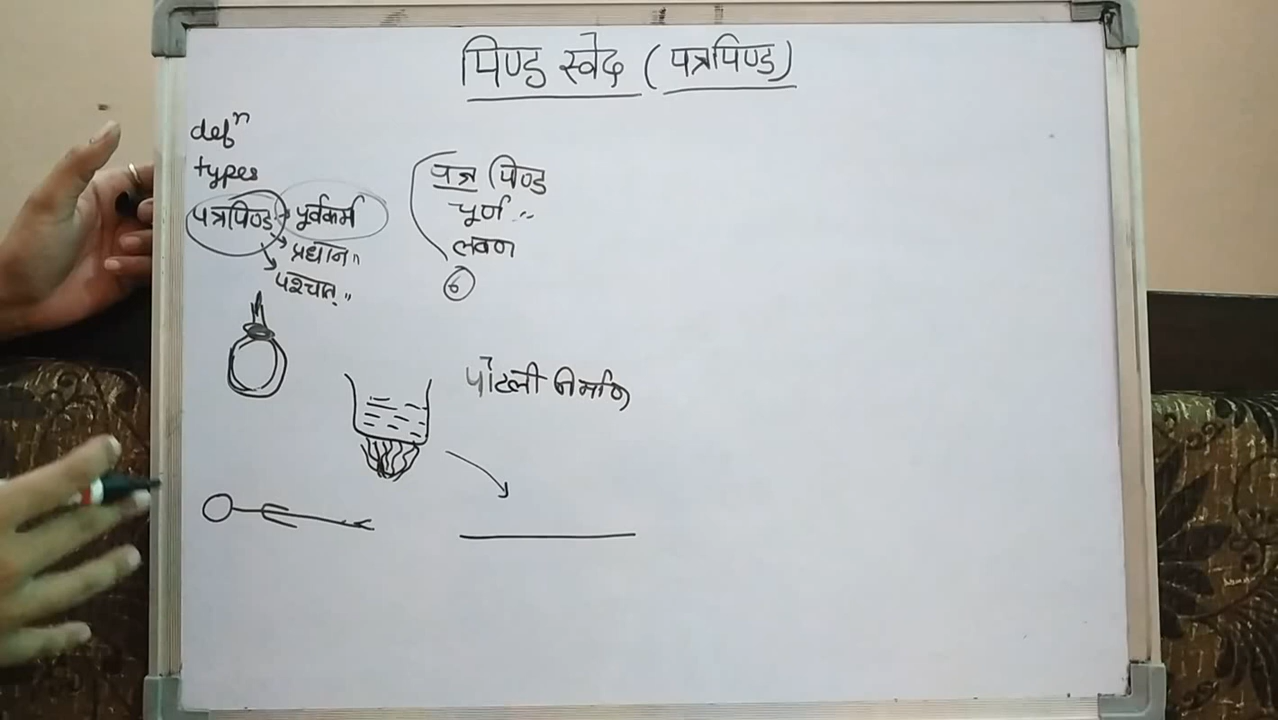 पिण्ड स्वेद (पत्रपिण्ड)
defⁿ
types
पत्रपिण्ड → पूर्वकर्म
→ प्रधान "
→ पश्चात् "
पत्र पिण्ड
चूर्ण "
लवण
6
पोटली निर्माण